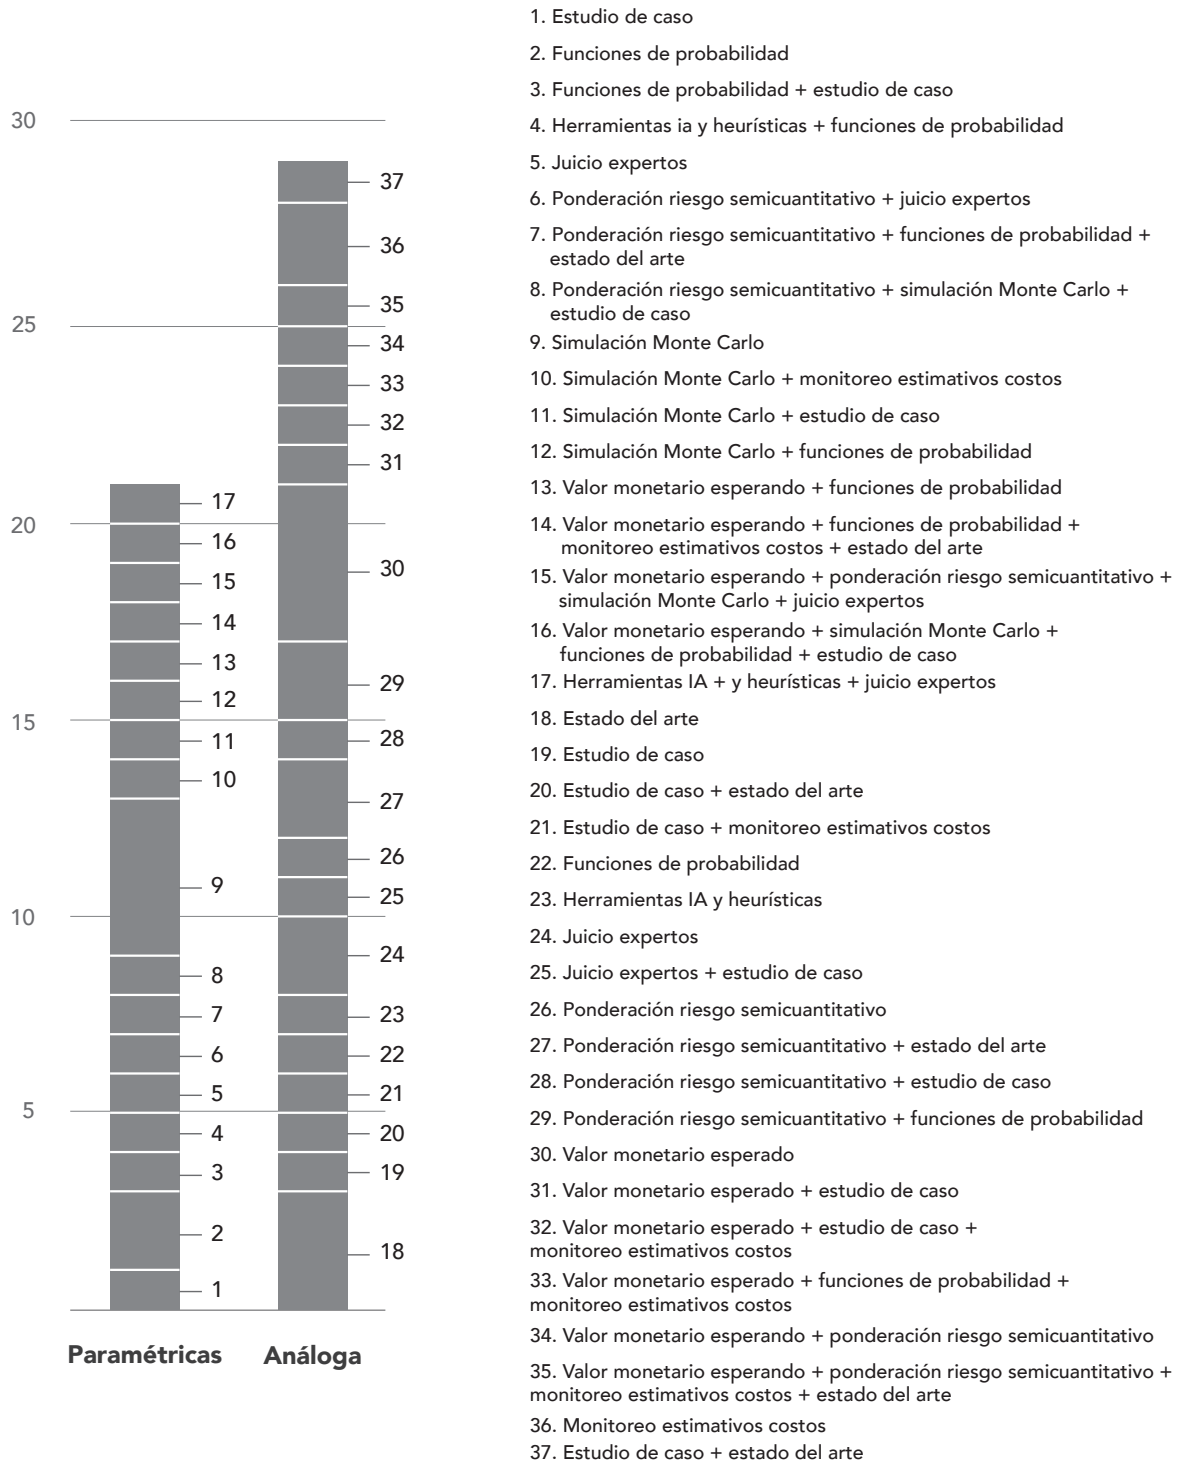 30
25
20
15
10
5
37
36
35
34
33
32
31
30
29
28
27
26
25
24
23
22
21
20
19
18
17
16
15
14
13
12
11
10
9
8
7
6
5
4
3
2
1
Paramétricas
Análoga
1. Estudio de caso
2. Funciones de probabilidad
3. Funciones de probabilidad + estudio de caso
4. Herramientas ia y heurísticas + funciones de probabilidad
5. Juicio expertos
6. Ponderación riesgo semicuantitativo + juicio expertos
7. Ponderación riesgo semicuantitativo + funciones de probabilidad +
estado del arte
8. Ponderación riesgo semicuantitativo + simulación Monte Carlo +
estudio de caso
9. Simulación Monte Carlo
10. Simulación Monte Carlo + monitoreo estimativos costos
11. Simulación Monte Carlo + estudio de caso
12. Simulación Monte Carlo + funciones de probabilidad
13. Valor monetario esperando + funciones de probabilidad
14. Valor monetario esperando + funciones de probabilidad +
monitoreo estimativos costos + estado del arte
15. Valor monetario esperando + ponderación riesgo semicuantitativo +
simulación Monte Carlo + juicio expertos
16. Valor monetario esperando + simulación Monte Carlo +
funciones de probabilidad + estudio de caso
17. Herramientas IA + y heurísticas + juicio expertos
18. Estado del arte
19. Estudio de caso
20. Estudio de caso + estado del arte
21. Estudio de caso + monitoreo estimativos costos
22. Funciones de probabilidad
23. Herramientas IA y heurísticas
24. Juicio expertos
25. Juicio expertos + estudio de caso
26. Ponderación riesgo semicuantitativo
27. Ponderación riesgo semicuantitativo + estado del arte
28. Ponderación riesgo semicuantitativo + estudio de caso
29. Ponderación riesgo semicuantitativo + funciones de probabilidad
30. Valor monetario esperado
31. Valor monetario esperado + estudio de caso
32. Valor monetario esperado + estudio de caso +
monitoreo estimativos costos
33. Valor monetario esperado + funciones de probabilidad +
monitoreo estimativos costos
34. Valor monetario esperando + ponderación riesgo semicuantitativo
35. Valor monetario esperando + ponderación riesgo semicuantitativo +
monitoreo estimativos costos + estado del arte
36. Monitoreo estimativos costos
37. Estudio de caso + estado del arte